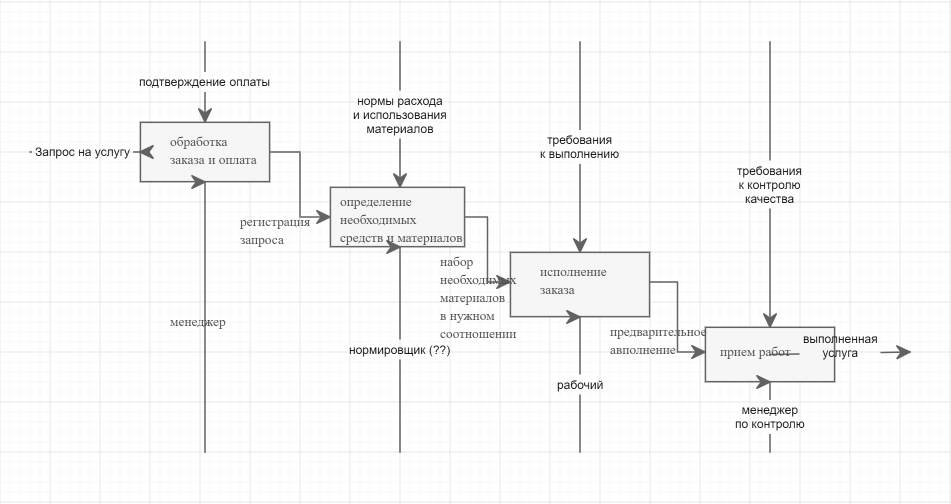 подтверждение оплаты
Запрос на услугу
обработка
заказа и оплата
регистрация
запроса
менеджер
нормы расхода
и использования
материалов
определение
необходимых
средств и материалов
нормировщик (??)
набор
необходимых
материалов
в нужном
соотношении
требования
к выполнению
исполнение
заказа
рабочий
предварительное
авполнение
требования
к контролю
качества
прием работ
выполненная
услуга
менеджер
по контролю